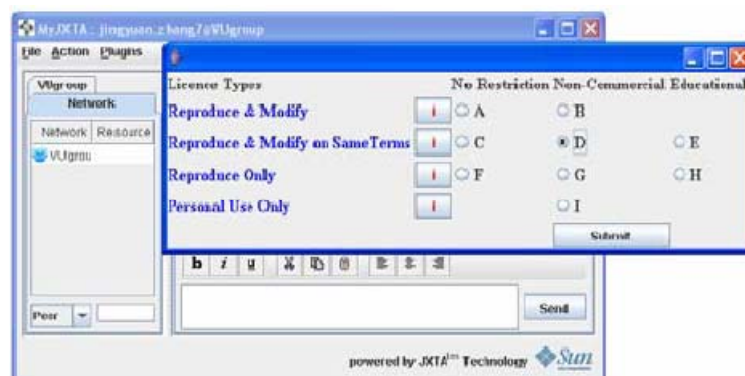 MyJXTA : jingyuan.zhang7@VUgroup
File Action Plugins
VUgroup
Network
Network Resource
VUgrou
Licence Types No Restriction Non-Commercial Educational
Reproduce & Modify i A B
Reproduce & Modify on SameTerms i C D E
Reproduce Only i F G H
Personal Use Only i I
Submit
b i u
Peer
Send
powered by JXTA™ Technology Sun